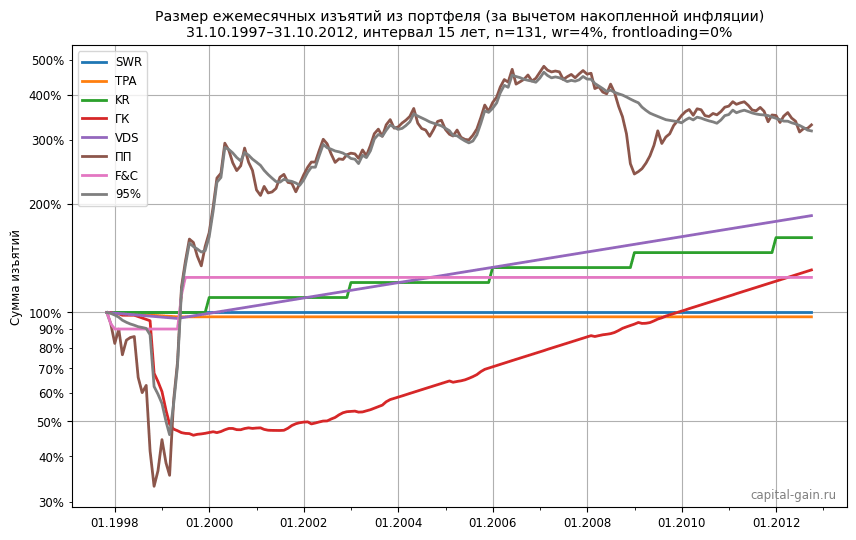 Размер ежемесячных изъятий из портфеля (за вычетом накопленной инфляции)
31.10.1997–31.10.2012, интервал 15 лет, n=131, wr=4%, frontloading=0%
SWR
TPA
KR
ГК
VDS
ПП
F&C
95%
Сумма изъятий
500%
400%
300%
200%
100%
90%
80%
70%
60%
50%
40%
30%
01.1998
01.2000
01.2002
01.2004
01.2006
01.2008
01.2010
01.2012
capital-gain.ru